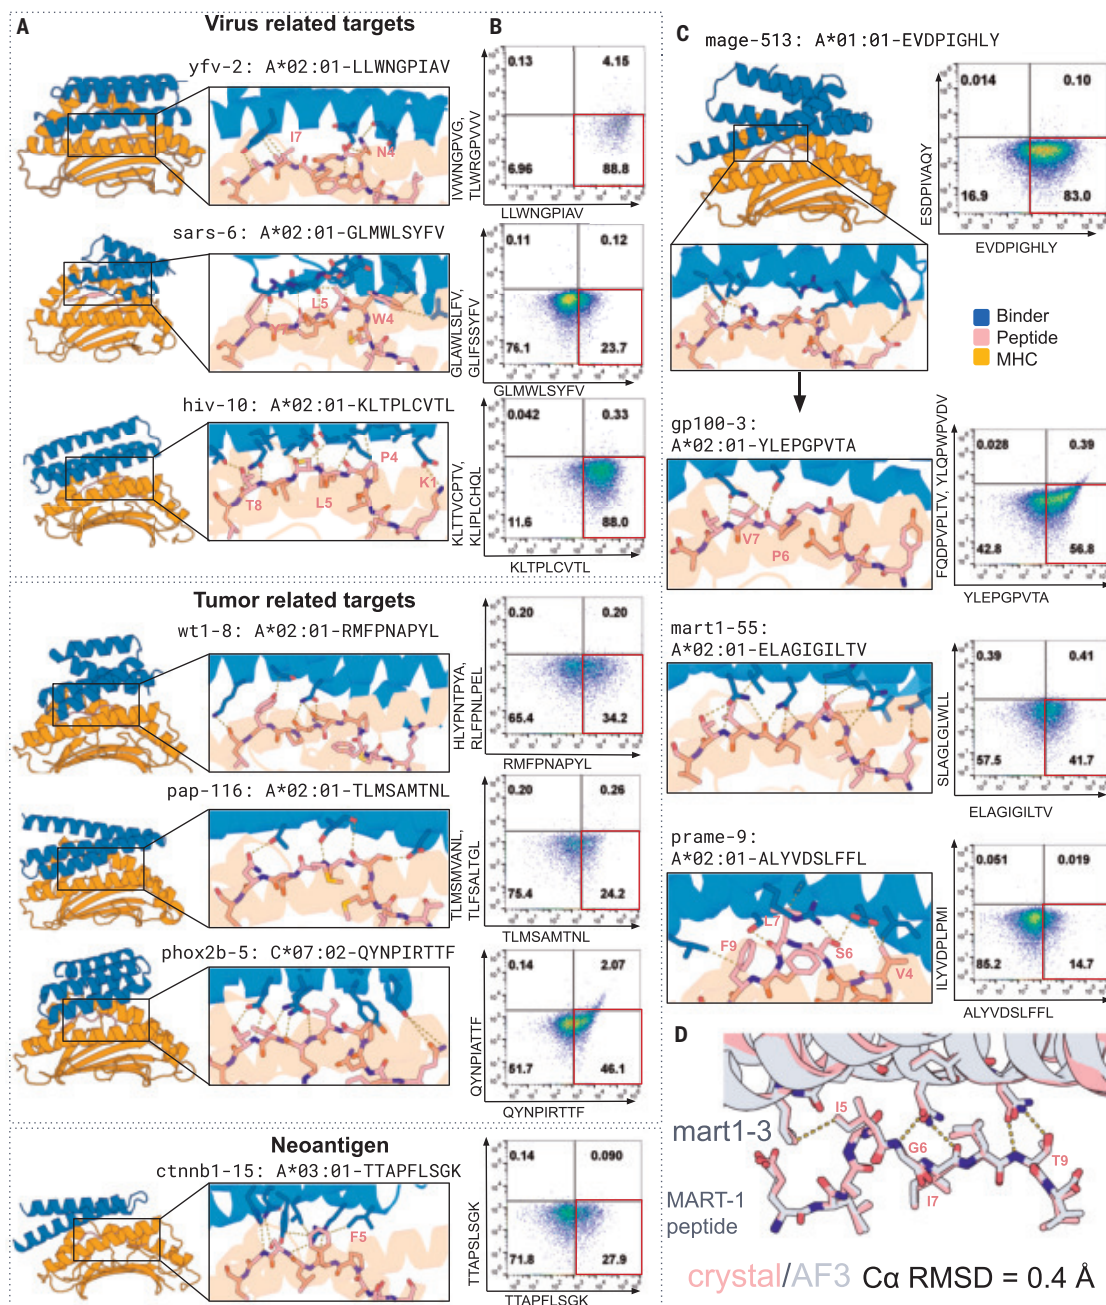 A
Virus related targets
B
yfv-2: A*02:01-LLWNGPIAV
I7
N4
IVWNGPVG,
TLWRGPVVV
0.13
4.15
6.96
88.8
LLWNGPIAV
sars-6: A*02:01-GLMWLSYFV
L5
W4
GLAWLSLFV,
GLIFSSYFV
0.11
0.12
76.1
23.7
GLMWLSYFV
hiv-10: A*02:01-KLTPLCVTL
P4
K1
T8
L5
KLTTVCPTV,
KLIPLCHQL
0.042
0.33
11.6
88.0
KLTPLCVTL
Tumor related targets
wt1-8: A*02:01-RMFPNAPYL
HLYPNTPYA,
RLFPNLPEL
0.20
0.20
65.4
34.2
RMFPNAPYL
pap-116: A*02:01-TLMSAMTNL
TLMSMVANL,
TLFSALTGL
0.20
0.26
75.4
24.2
TLMSAMTNL
phox2b-5: C*07:02-QYNPIRTTF
QYNPIATTF
0.14
2.07
51.7
46.1
QYNPIRTTF
Neoantigen
ctnnb1-15: A*03:01-TTAPFLSGK
F5
TTAPSLSGK
0.14
0.090
71.8
27.9
TTAPFLSGK
C
mage-513: A*01:01-EVDPIGHLY
ESDPIVAQY
0.014
0.10
16.9
83.0
EVDPIGHLY
Binder
Peptide
MHC
gp100-3:
A*02:01-YLEPGPVTA
V7
P6
FQDPVPLTV, YLQPWPVDV
0.028
0.39
42.8
56.8
YLEPGPVTA
mart1-55:
A*02:01-ELAGIGILTV
SLAGLGLWLL
0.39
0.41
57.5
41.7
ELAGIGILTV
prame-9:
A*02:01-ALYVDSLFFL
L7
F9
S6
V4
ILYVDPLPMI
0.051
0.019
85.2
14.7
ALYVDSLFFL
D
mart1-3
I5
G6
T9
I7
MART-1
peptide
crystal/AF3 Cα RMSD = 0.4 Å